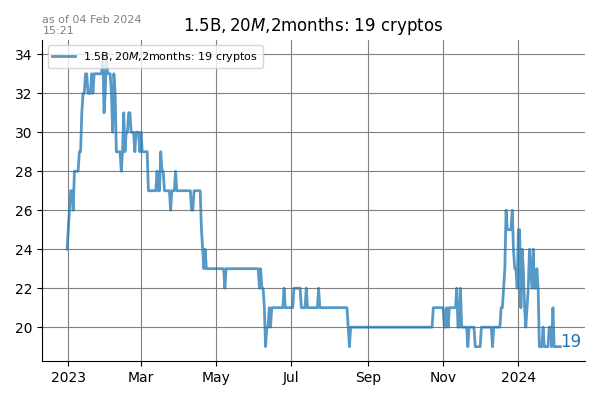 as of 04 Feb 2024
15:21
1.5B, 20M,2months: 19 cryptos
1.5B, 20M,2months: 19 cryptos
34
32
30
28
26
24
22
20
19
2023 Mar May Jul Sep Nov 2024